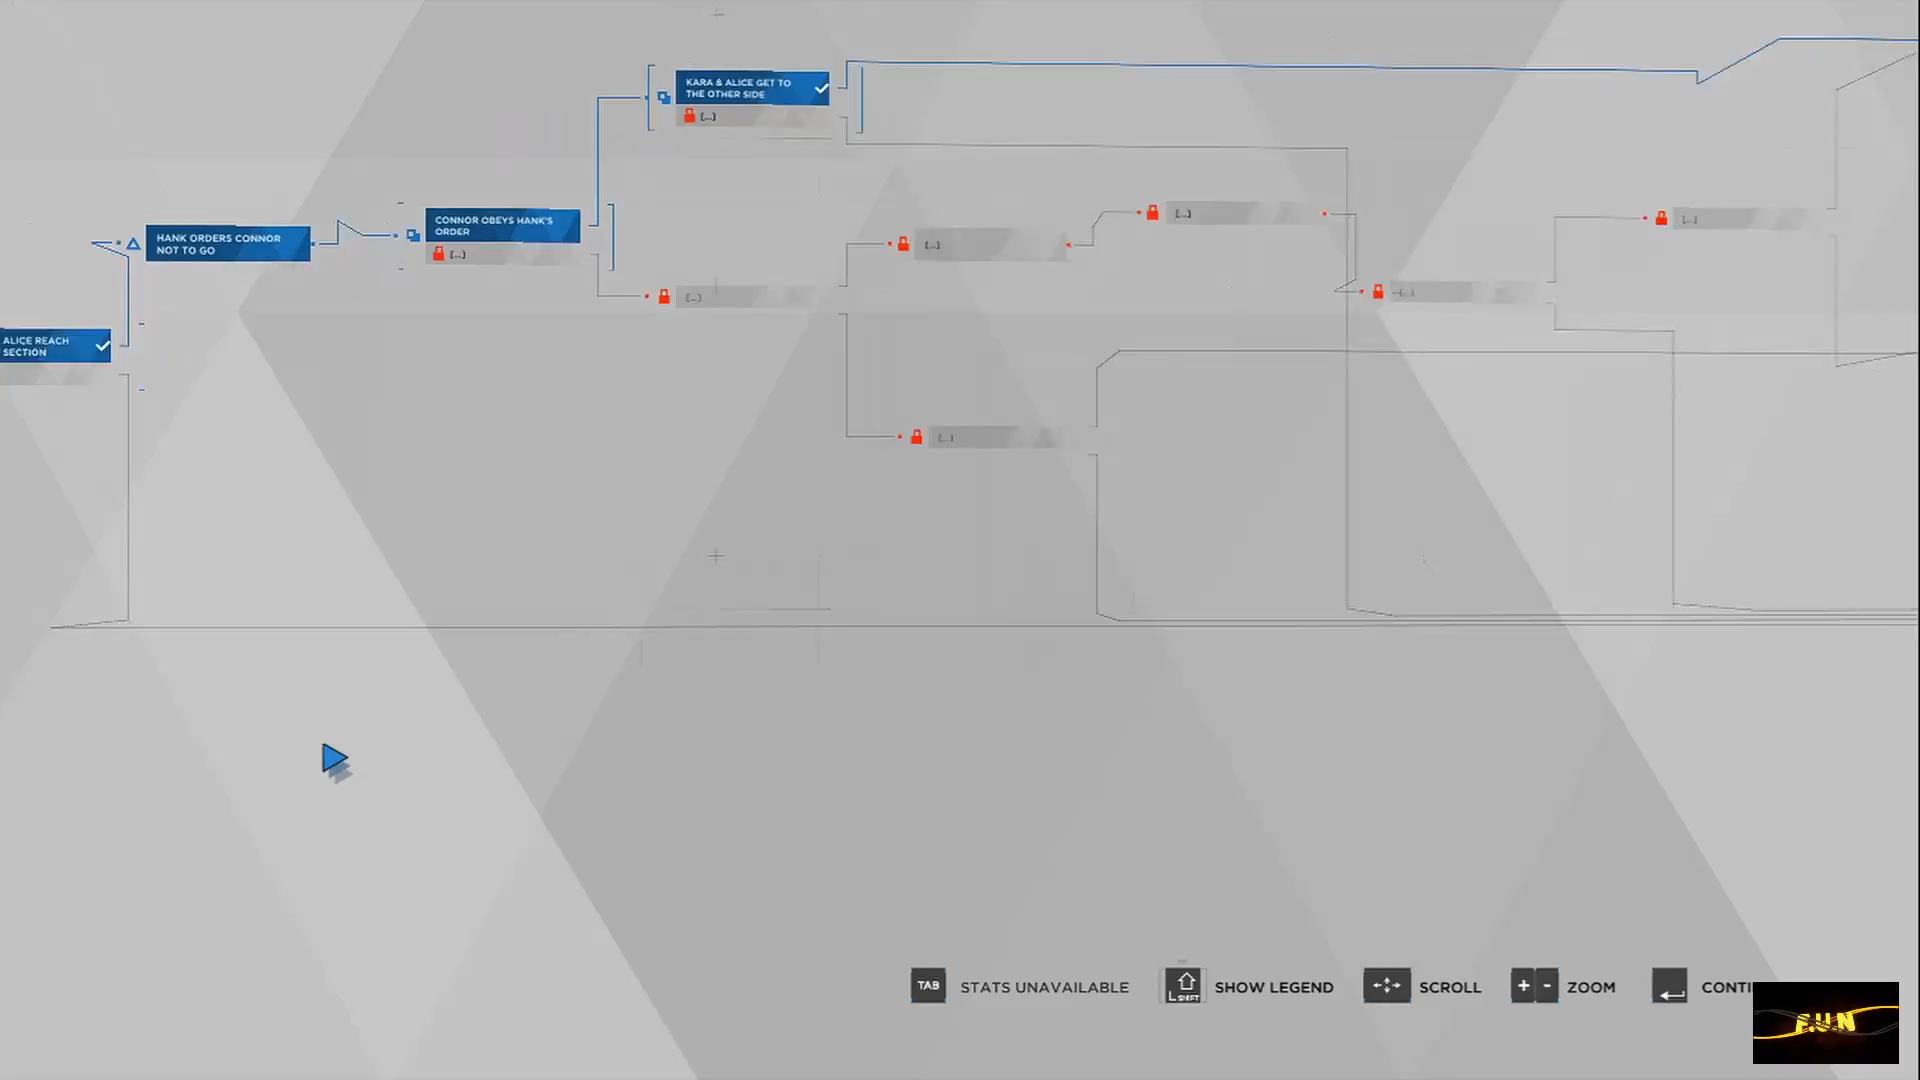 KARA & ALICE GET TO
THE OTHER SIDE
[...]
HANK ORDERS CONNOR
NOT TO GO
CONNOR OBEYS HANK'S
ORDER
[...]
[...]
[...]
[...]
[...]
[...]
[...]
ALICE REACH
SECTION
TAB
STATS UNAVAILABLE
L SHIFT
SHOW LEGEND
SCROLL
+ -
ZOOM
CONTI
F.U.N